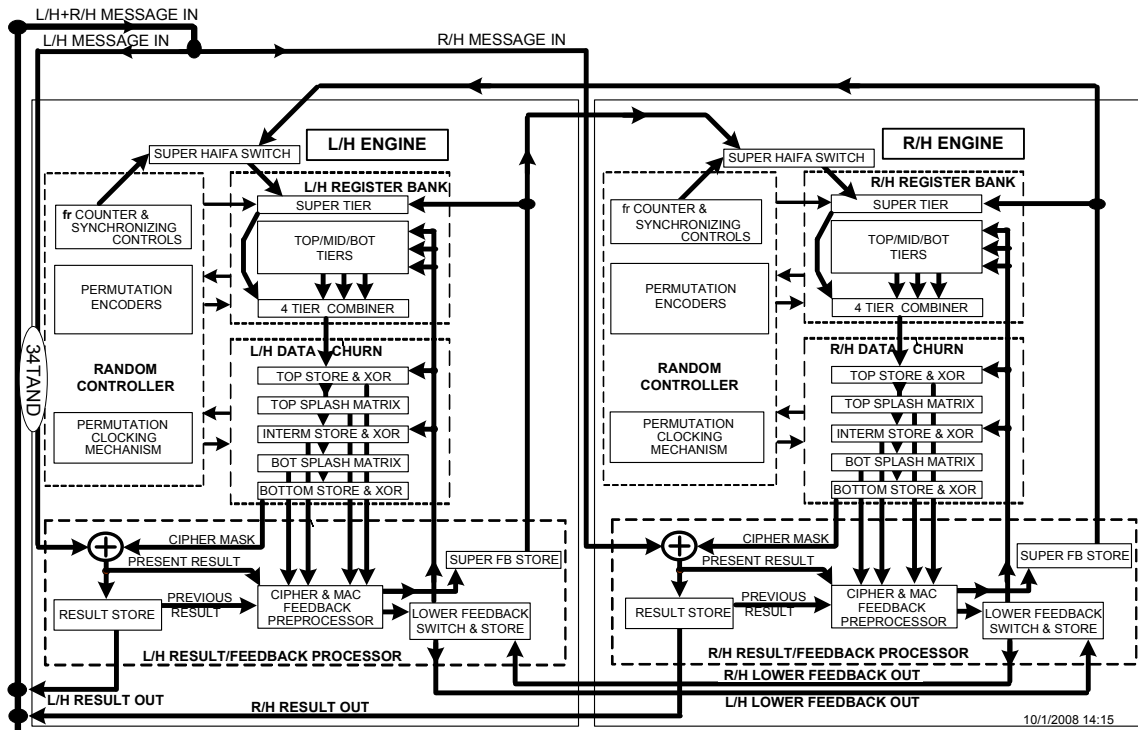 L/H+R/H MESSAGE IN
L/H MESSAGE IN
R/H MESSAGE IN
34TAND
L/H ENGINE
SUPER HAIFA SWITCH
L/H REGISTER BANK
SUPER TIER
fr COUNTER &
SYNCHRONIZING
CONTROLS
TOP/MID/BOT
TIERS
PERMUTATION
ENCODERS
4 TIER COMBINER
L/H DATA CHURN
RANDOM
CONTROLLER
TOP STORE & XOR
TOP SPLASH MATRIX
PERMUTATION
CLOCKING
MECHANISM
INTERM STORE & XOR
BOT SPLASH MATRIX
BOTTOM STORE & XOR
CIPHER MASK
PRESENT RESULT
SUPER FB STORE
RESULT STORE
PREVIOUS
RESULT
CIPHER & MAC
FEEDBACK
PREPROCESSOR
LOWER FEEDBACK
SWITCH & STORE
L/H RESULT/FEEDBACK PROCESSOR
R/H ENGINE
SUPER HAIFA SWITCH
R/H REGISTER BANK
SUPER TIER
fr COUNTER &
SYNCHRONIZING
CONTROLS
TOP/MID/BOT
TIERS
PERMUTATION
ENCODERS
4 TIER COMBINER
R/H DATA CHURN
RANDOM
CONTROLLER
TOP STORE & XOR
TOP SPLASH MATRIX
PERMUTATION
CLOCKING
MECHANISM
INTERM STORE & XOR
BOT SPLASH MATRIX
BOTTOM STORE & XOR
CIPHER MASK
PRESENT RESULT
SUPER FB STORE
RESULT STORE
PREVIOUS
RESULT
CIPHER & MAC
FEEDBACK
PREPROCESSOR
LOWER FEEDBACK
SWITCH & STORE
R/H RESULT/FEEDBACK PROCESSOR
R/H LOWER FEEDBACK OUT
L/H RESULT OUT
L/H LOWER FEEDBACK OUT
R/H RESULT OUT
10/1/2008 14:15